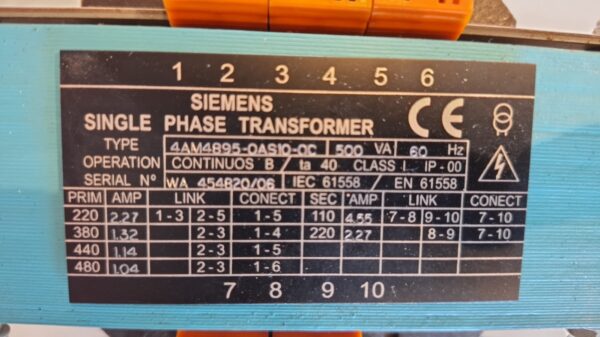 1 2 3 4 5 6
SIEMENS
SINGLE PHASE TRANSFORMER CE
TYPE 4AM4895-0AS10-0C 500 VA 60 Hz
OPERATION CONTINUOS B / ta 40 CLASS I IP-00
SERIAL Nº WA 454820/06 IEC 61558 / EN 61558
PRIM AMP LINK CONECT SEC AMP LINK CONECT
220 2.27 1-3 2-5 1-5 110 4.55 7-8 9-10 7-10
380 1.32 2-3 1-4 220 2.27 8-9 7-10
440 1.14 2-3 1-5
480 1.04 2-3 1-6
7 8 9 10